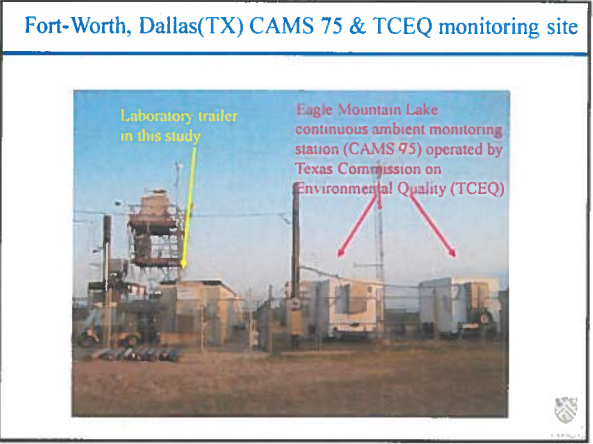 Fort-Worth, Dallas(TX) CAMS 75 & TCEQ monitoring site
Laboratory trailer
in this study
Eagle Mountain Lake
continuous ambient monitoring
station (CAMS 75) operated by
Texas Commission on
Environmental Quality (TCEQ)